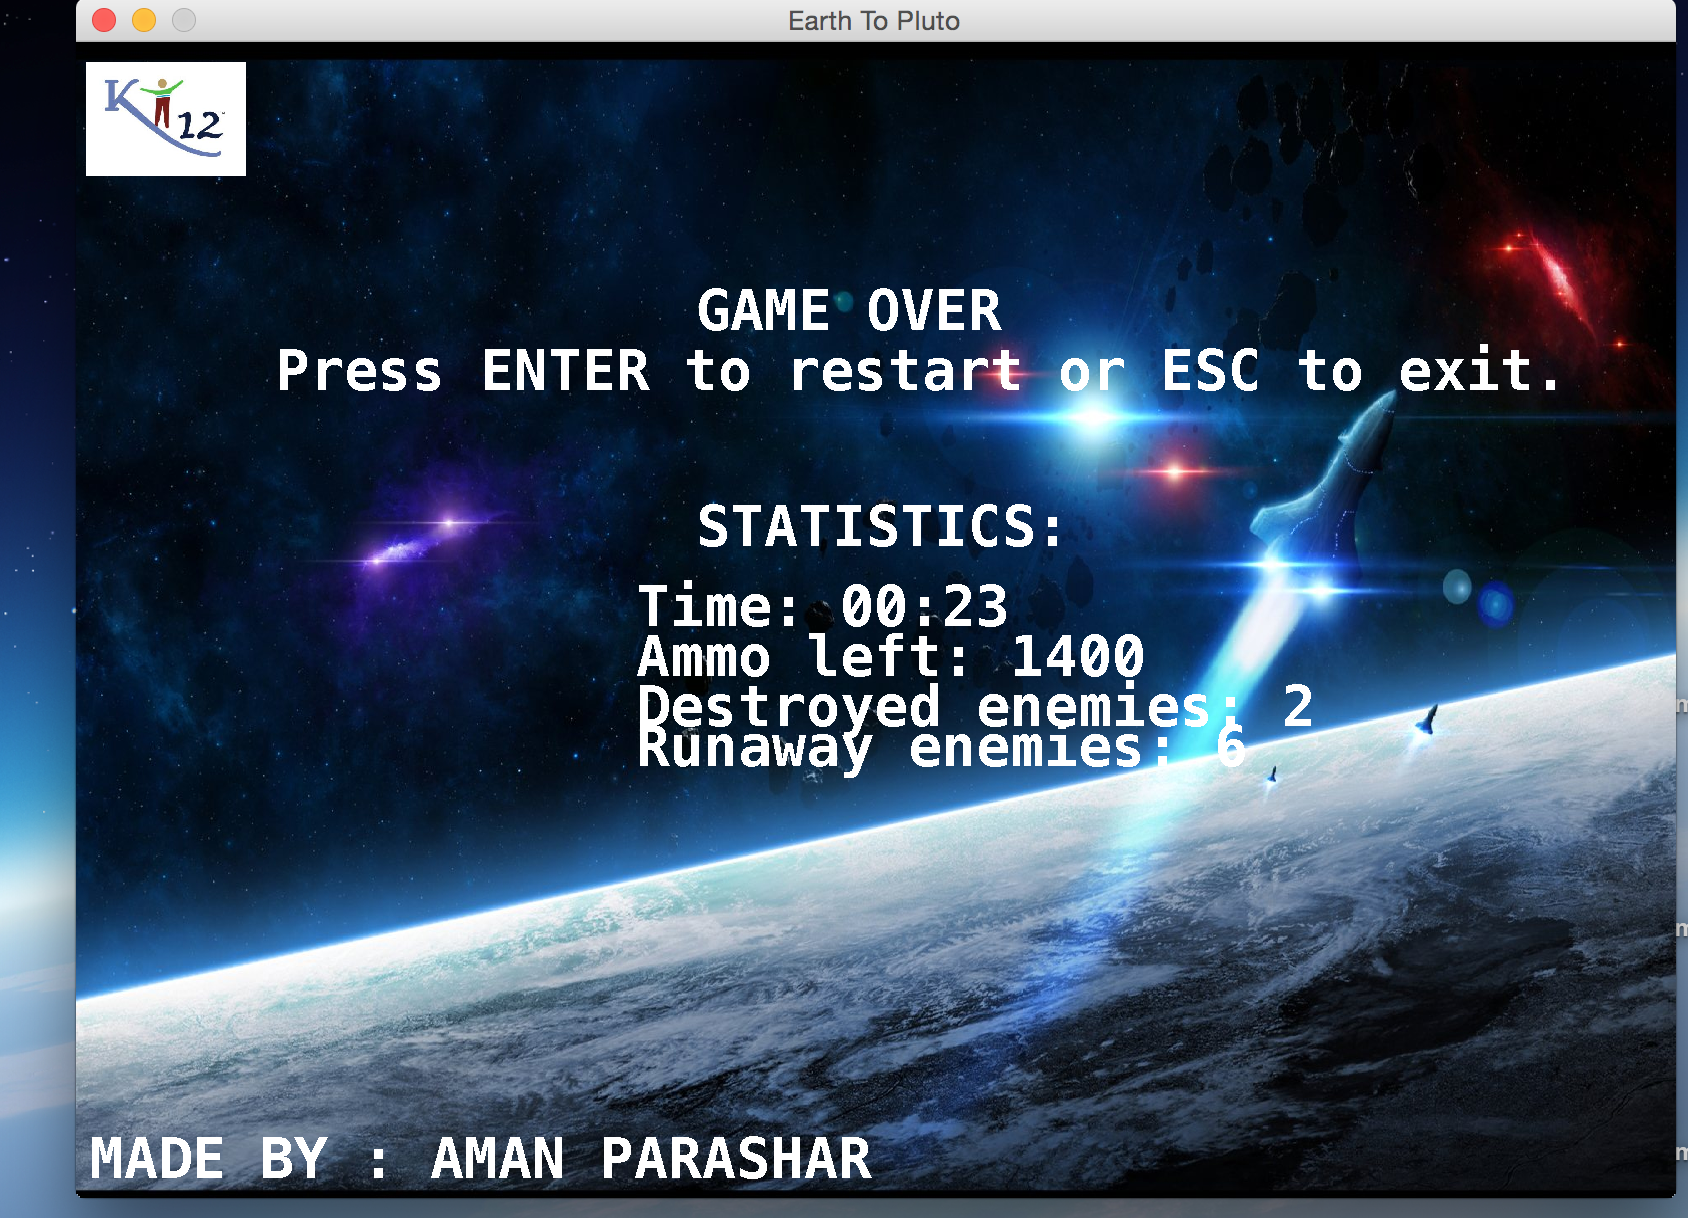 Earth To Pluto
K12
GAME OVER
Press ENTER to restart or ESC to exit.
STATISTICS:
Time: 00:23
Ammo left: 1400
Destroyed enemies: 2
Runaway enemies: 6
MADE BY : AMAN PARASHAR